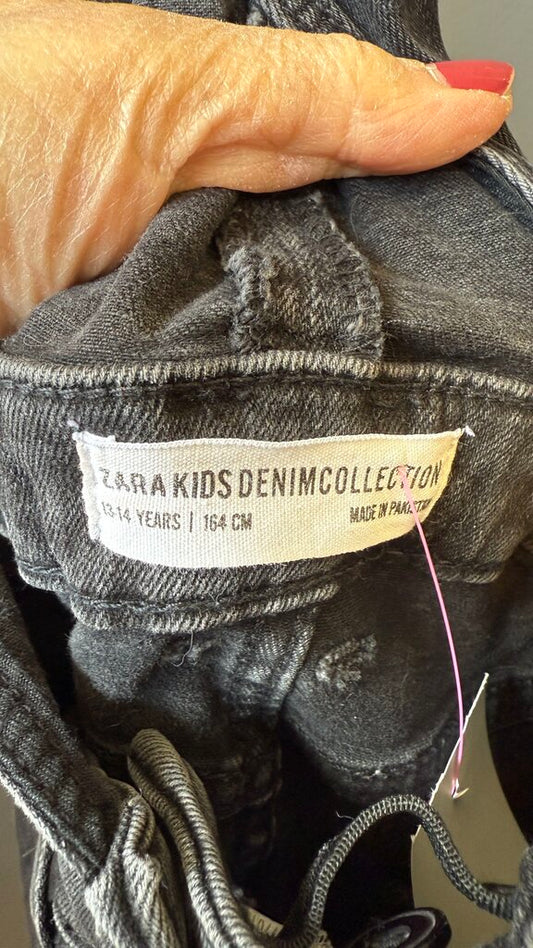 ZARA KIDS DENIMCOLLECTION
13-14 YEARS | 164 CM MADE IN PAKISTAN